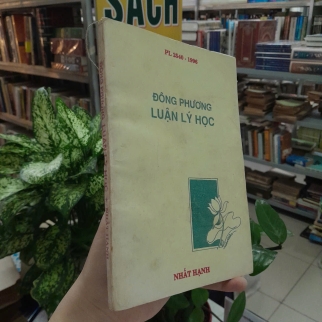 SÁCH
PL 2540 - 1996
ĐÔNG PHƯƠNG
LUẬN LÝ HỌC
NHẤT HẠNH